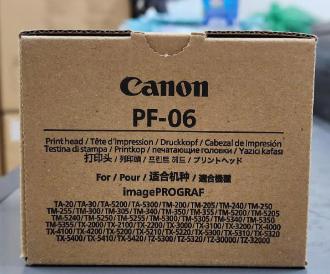 Canon
PF-06
Print head / Tête d'impression / Druckkopf / Cabezal de Impresión
Testina di stampa / Printkop / печатающие головки / Yazıcı kafası
打印头 / 列印頭 / 프린트 헤드 / プリントヘッド
For / Pour / 适合机种 / 適合機種
imagePROGRAF
TA-20 / TA-30 / TA-5200 / TA-5300 / TM-200 / TM-205 / TM-240 / TM-250
TM-255 / TM-300 / TM-305 / TM-340 / TM-350 / TM-355 / TM-5200 / TM-5205
TM-5240 / TM-5250 / TM-5255 / TM-5300 / TM-5305 / TM-5340 / TM-5350
TM-5355 / TX-2000 / TX-2100 / TX-2200 / TX-3000 / TX-3100 / TX-3200 / TX-4000
TX-4100 / TX-4200 / TX-5200 / TX-5210 / TX-5220 / TX-5300 / TX-5310 / TX-5320
TX-5400 / TX-5410 / TX-5420 / TZ-5300 / TZ-5320 / TZ-30000 / TZ-32000